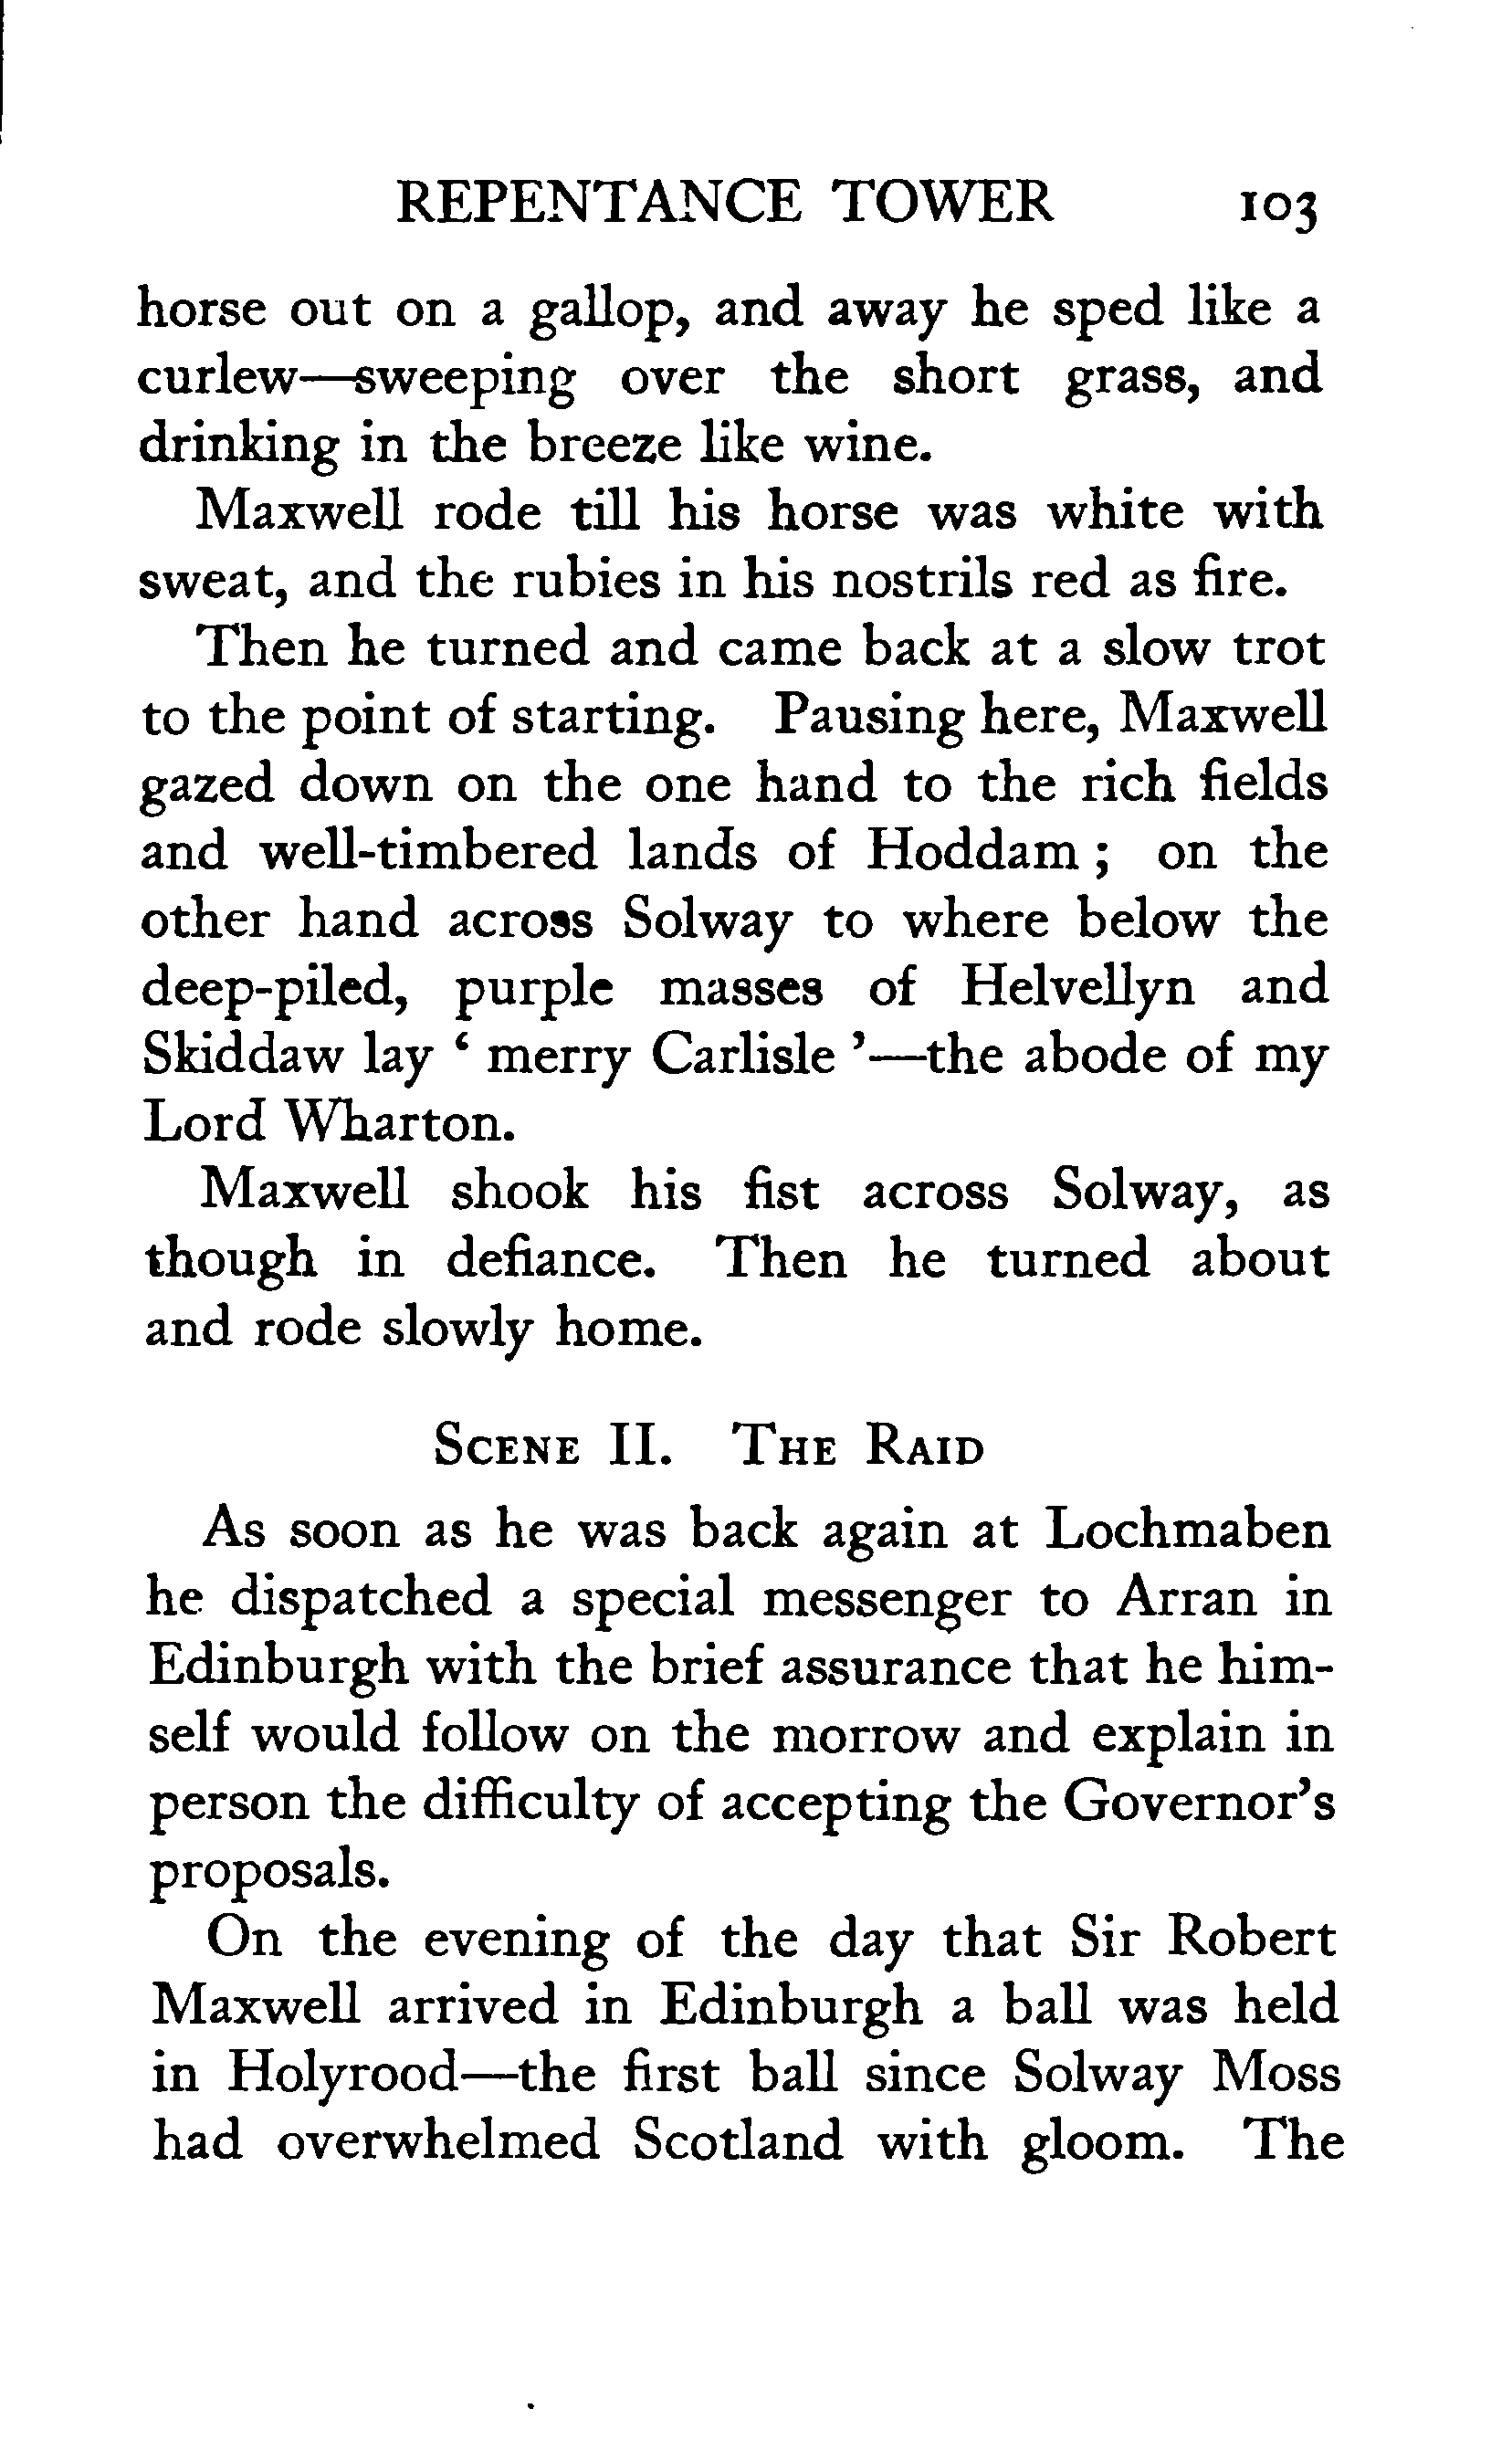 REPENTANCE TOWER 103
horse out on a gallop, and away he sped like a
curlew—sweeping over the short grass, and
drinking in the breeze like wine.
Maxwell rode till his horse was white with
sweat, and the rubies in his nostrils red as fire.
Then he turned and came back at a slow trot
to the point of starting. Pausing here, Maxwell
gazed down on the one hand to the rich fields
and well-timbered lands of Hoddam ; on the
other hand across Solway to where below the
deep-piled, purple masses of Helvellyn and
Skiddaw lay ‘ merry Carlisle ’—the abode of my
Lord Wharton.
Maxwell shook his fist across Solway, as
though in defiance. Then he turned about
and rode slowly home.
SCENE II. THE RAID
As soon as he was back again at Lochmaben
he dispatched a special messenger to Arran in
Edinburgh with the brief assurance that he him-
self would follow on the morrow and explain in
person the difficulty of accepting the Governor’s
proposals.
On the evening of the day that Sir Robert
Maxwell arrived in Edinburgh a ball was held
in Holyrood—the first ball since Solway Moss
had overwhelmed Scotland with gloom. The